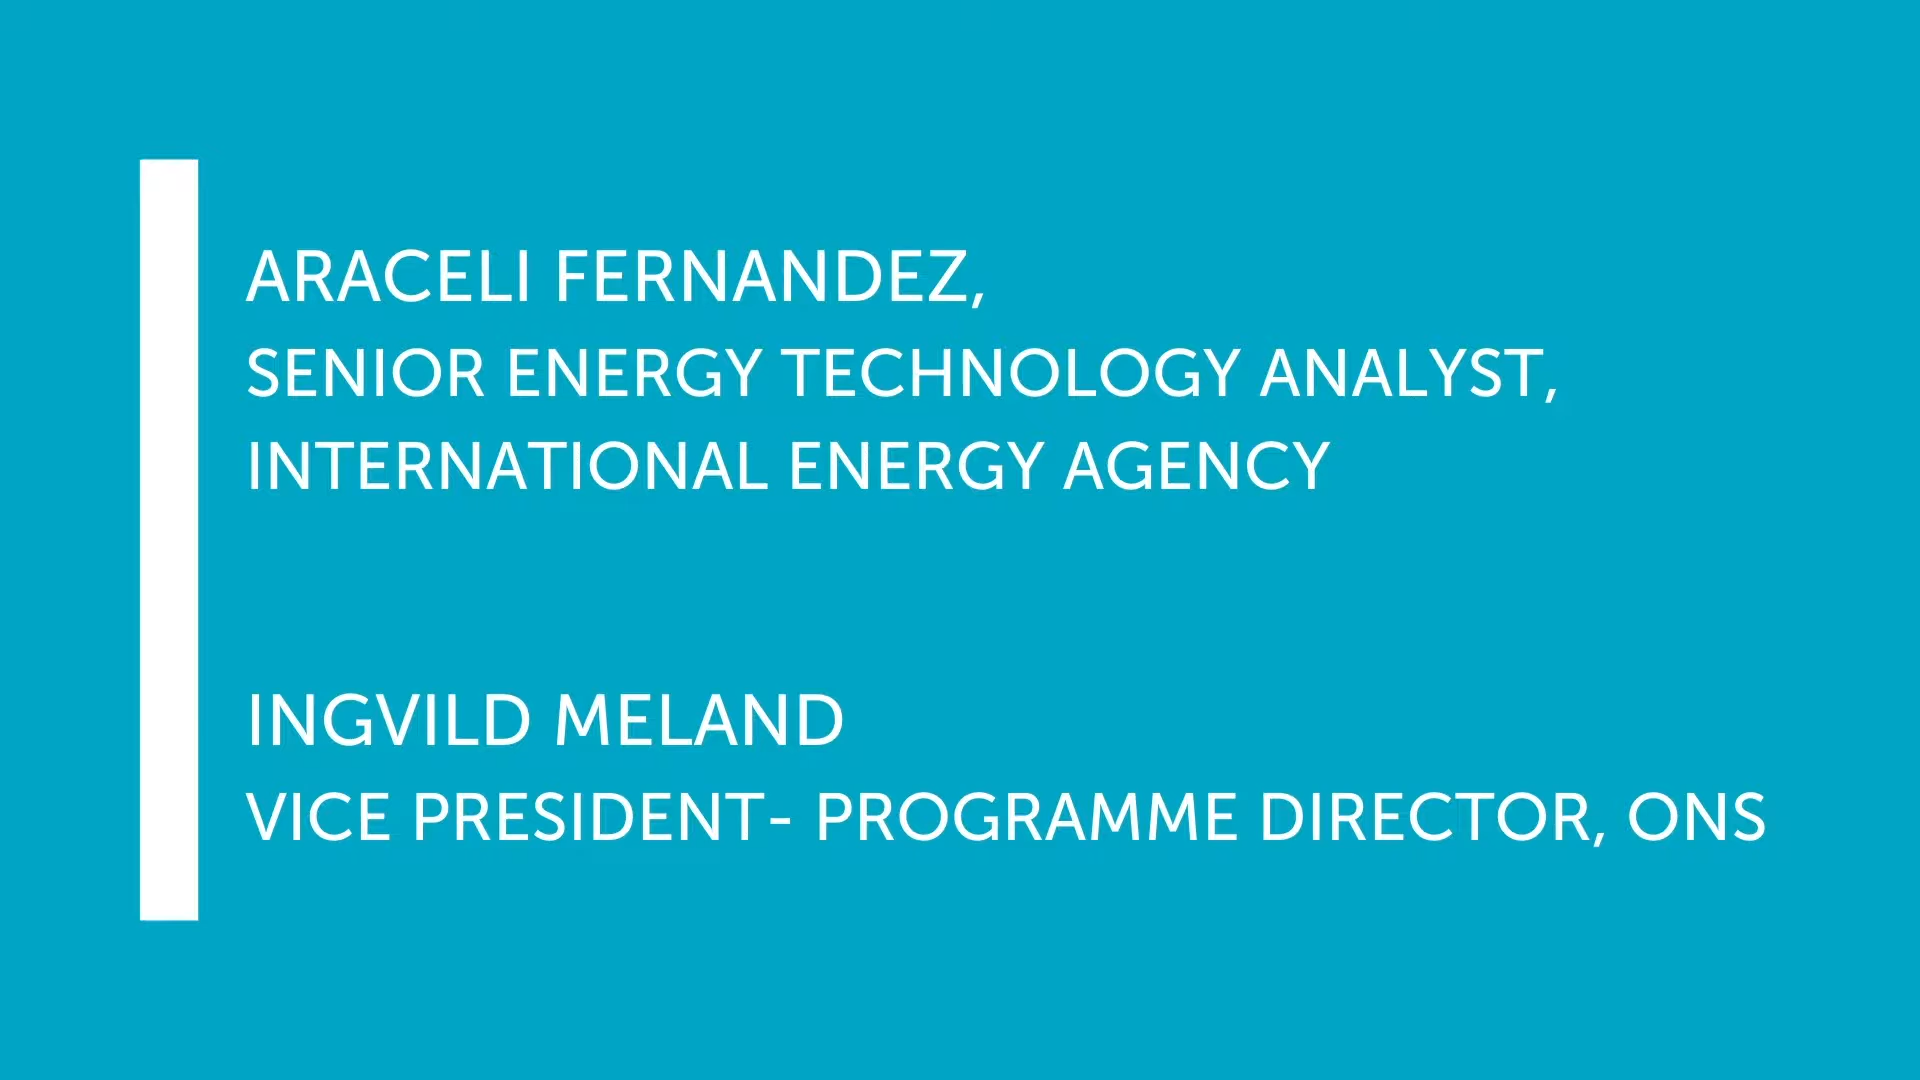 ARACELI FERNANDEZ,
SENIOR ENERGY TECHNOLOGY ANALYST,
INTERNATIONAL ENERGY AGENCY
INGVILD MELAND
VICE PRESIDENT- PROGRAMME DIRECTOR, ONS